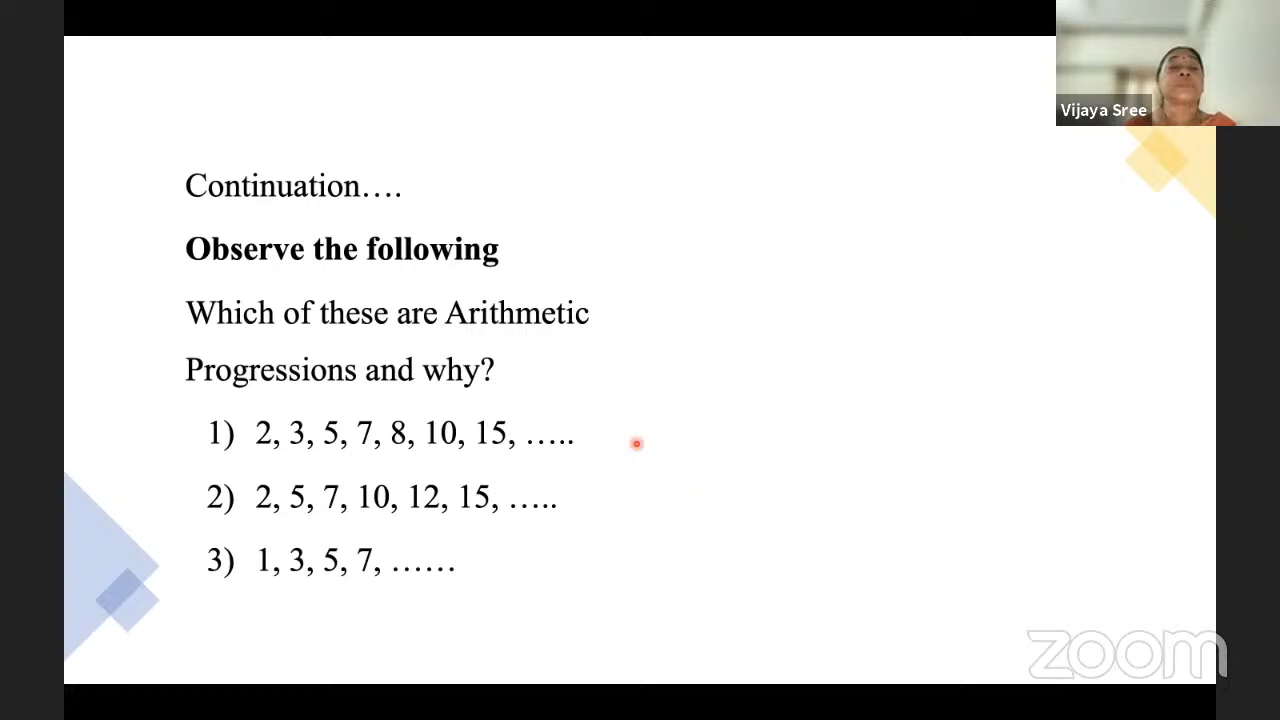 Vijaya Sree
Continuation….
Observe the following
Which of these are Arithmetic
Progressions and why?
1) 2, 3, 5, 7, 8, 10, 15, …..
2) 2, 5, 7, 10, 12, 15, …..
3) 1, 3, 5, 7, ……
zoom